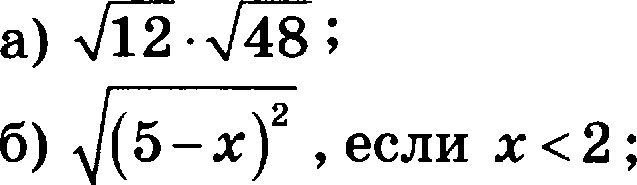 а) √12 · √48 ;
б) √(5 − x)² , если x < 2 ;